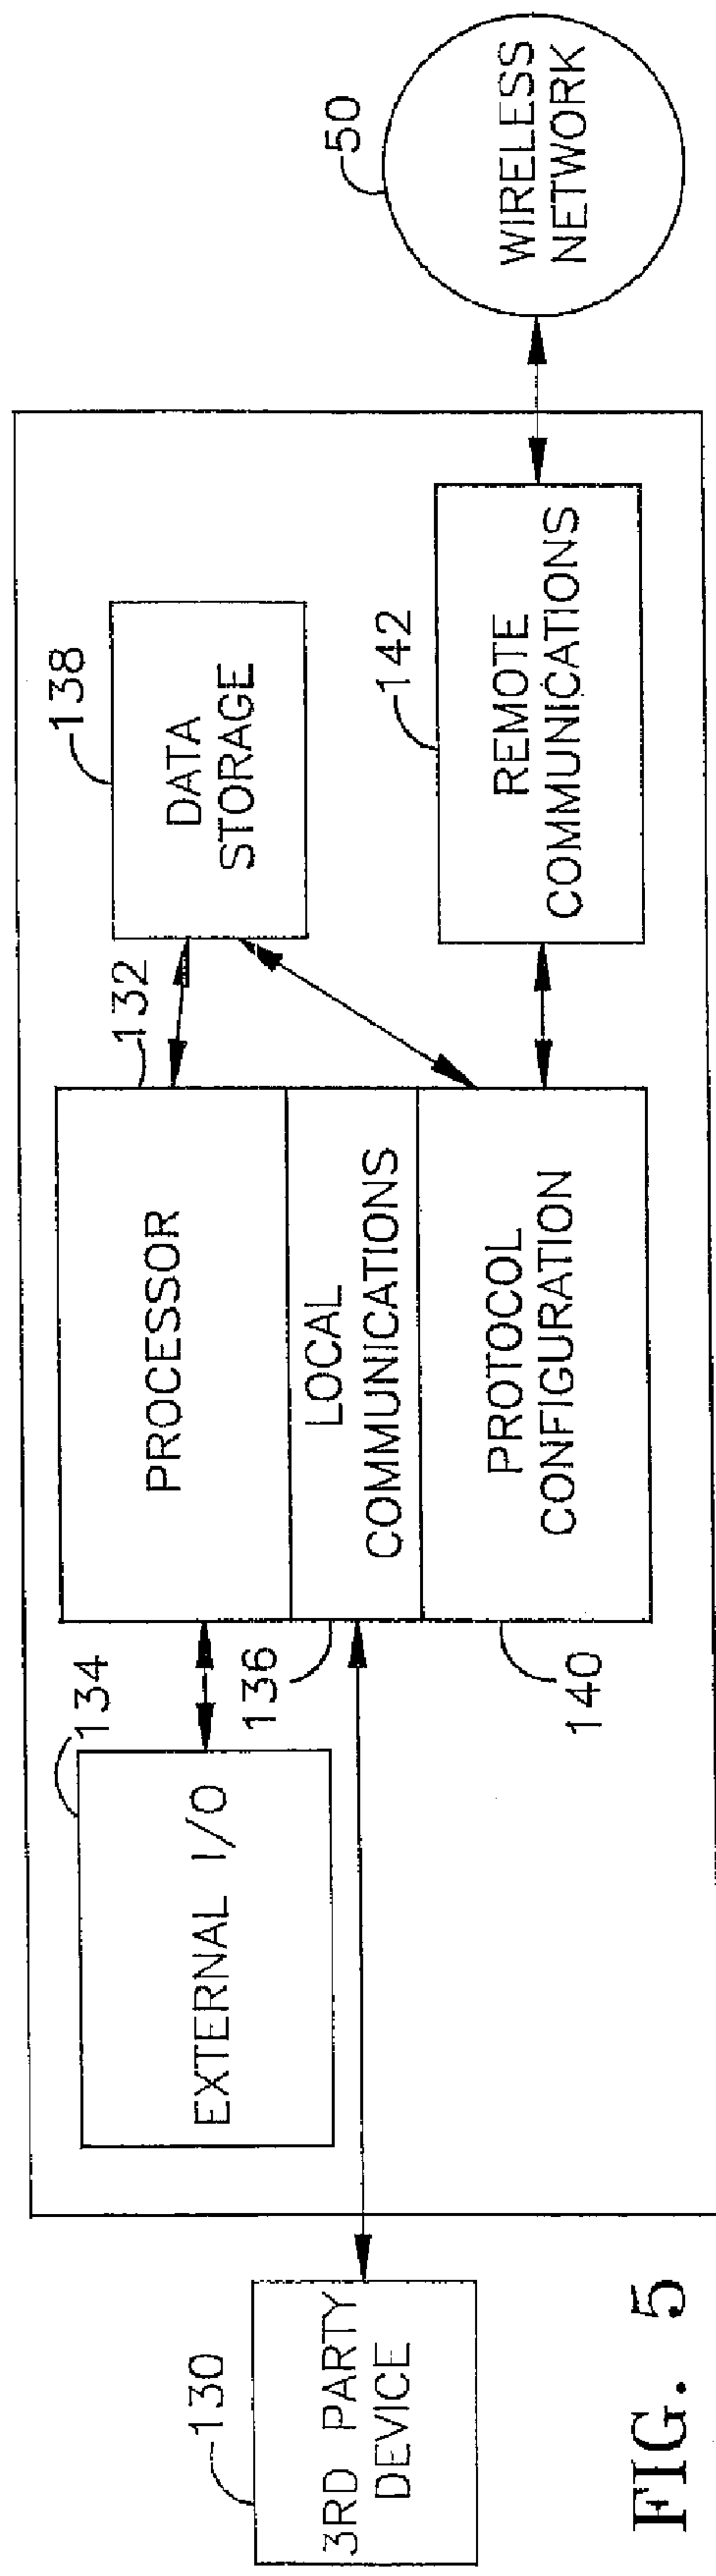 130
3RD PARTY
DEVICE
134
EXTERNAL I/O
136
140
132
PROCESSOR
LOCAL
COMMUNICATIONS
PROTOCOL
CONFIGURATION
138
DATA
STORAGE
142
REMOTE
COMMUNICATIONS
50
WIRELESS
NETWORK
FIG. 5